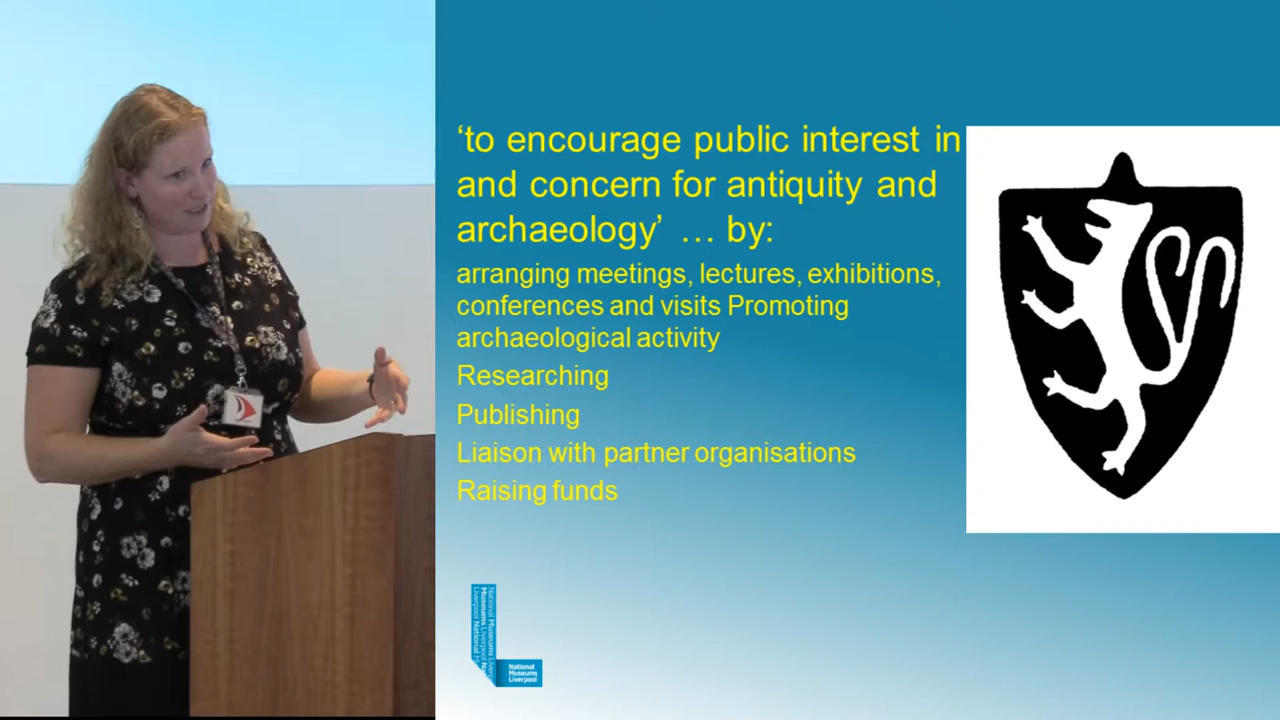 ‘to encourage public interest in
and concern for antiquity and
archaeology’ … by:
arranging meetings, lectures, exhibitions,
conferences and visits Promoting
archaeological activity
Researching
Publishing
Liaison with partner organisations
Raising funds
National
Museums
Liverpool